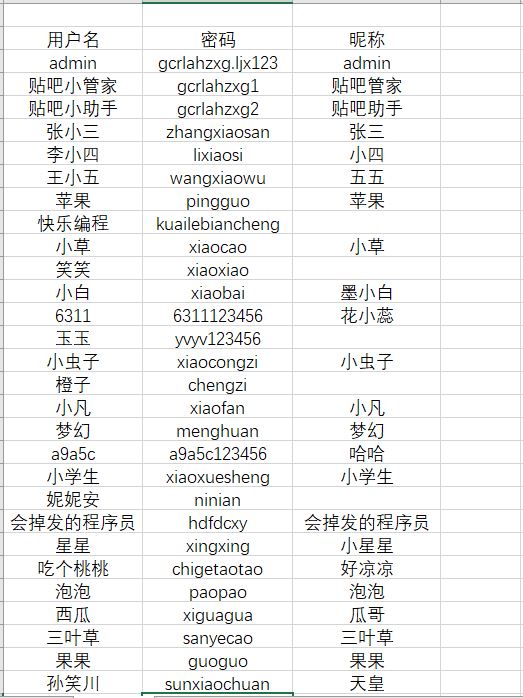 用户名 密码 昵称
admin gcrlahzxg.ljx123 admin
贴吧小管家 gcrlahzxg1 贴吧管家
贴吧小助手 gcrlahzxg2 贴吧助手
张小三 zhangxiaosan 张三
李小四 lixiaosi 小四
王小五 wangxiaowu 五五
苹果 pingguo 苹果
快乐编程 kuailebiancheng
小草 xiaocao 小草
笑笑 xiaoxiao
小白 xiaobai 墨小白
6311 6311123456 花小蕊
玉玉 yvyv123456
小虫子 xiaocongzi 小虫子
橙子 chengzi
小凡 xiaofan 小凡
梦幻 menghuan 梦幻
a9a5c a9a5c123456 哈哈
小学生 xiaoxuesheng 小学生
妮妮安 ninian
会掉发的程序员 hdfdcxy 会掉发的程序员
星星 xingxing 小星星
吃个桃桃 chigetaotao 好凉凉
泡泡 paopao 泡泡
西瓜 xiguagua 瓜哥
三叶草 sanyecao 三叶草
果果 guoguo 果果
孙笑川 sunxiaochuan 天皇